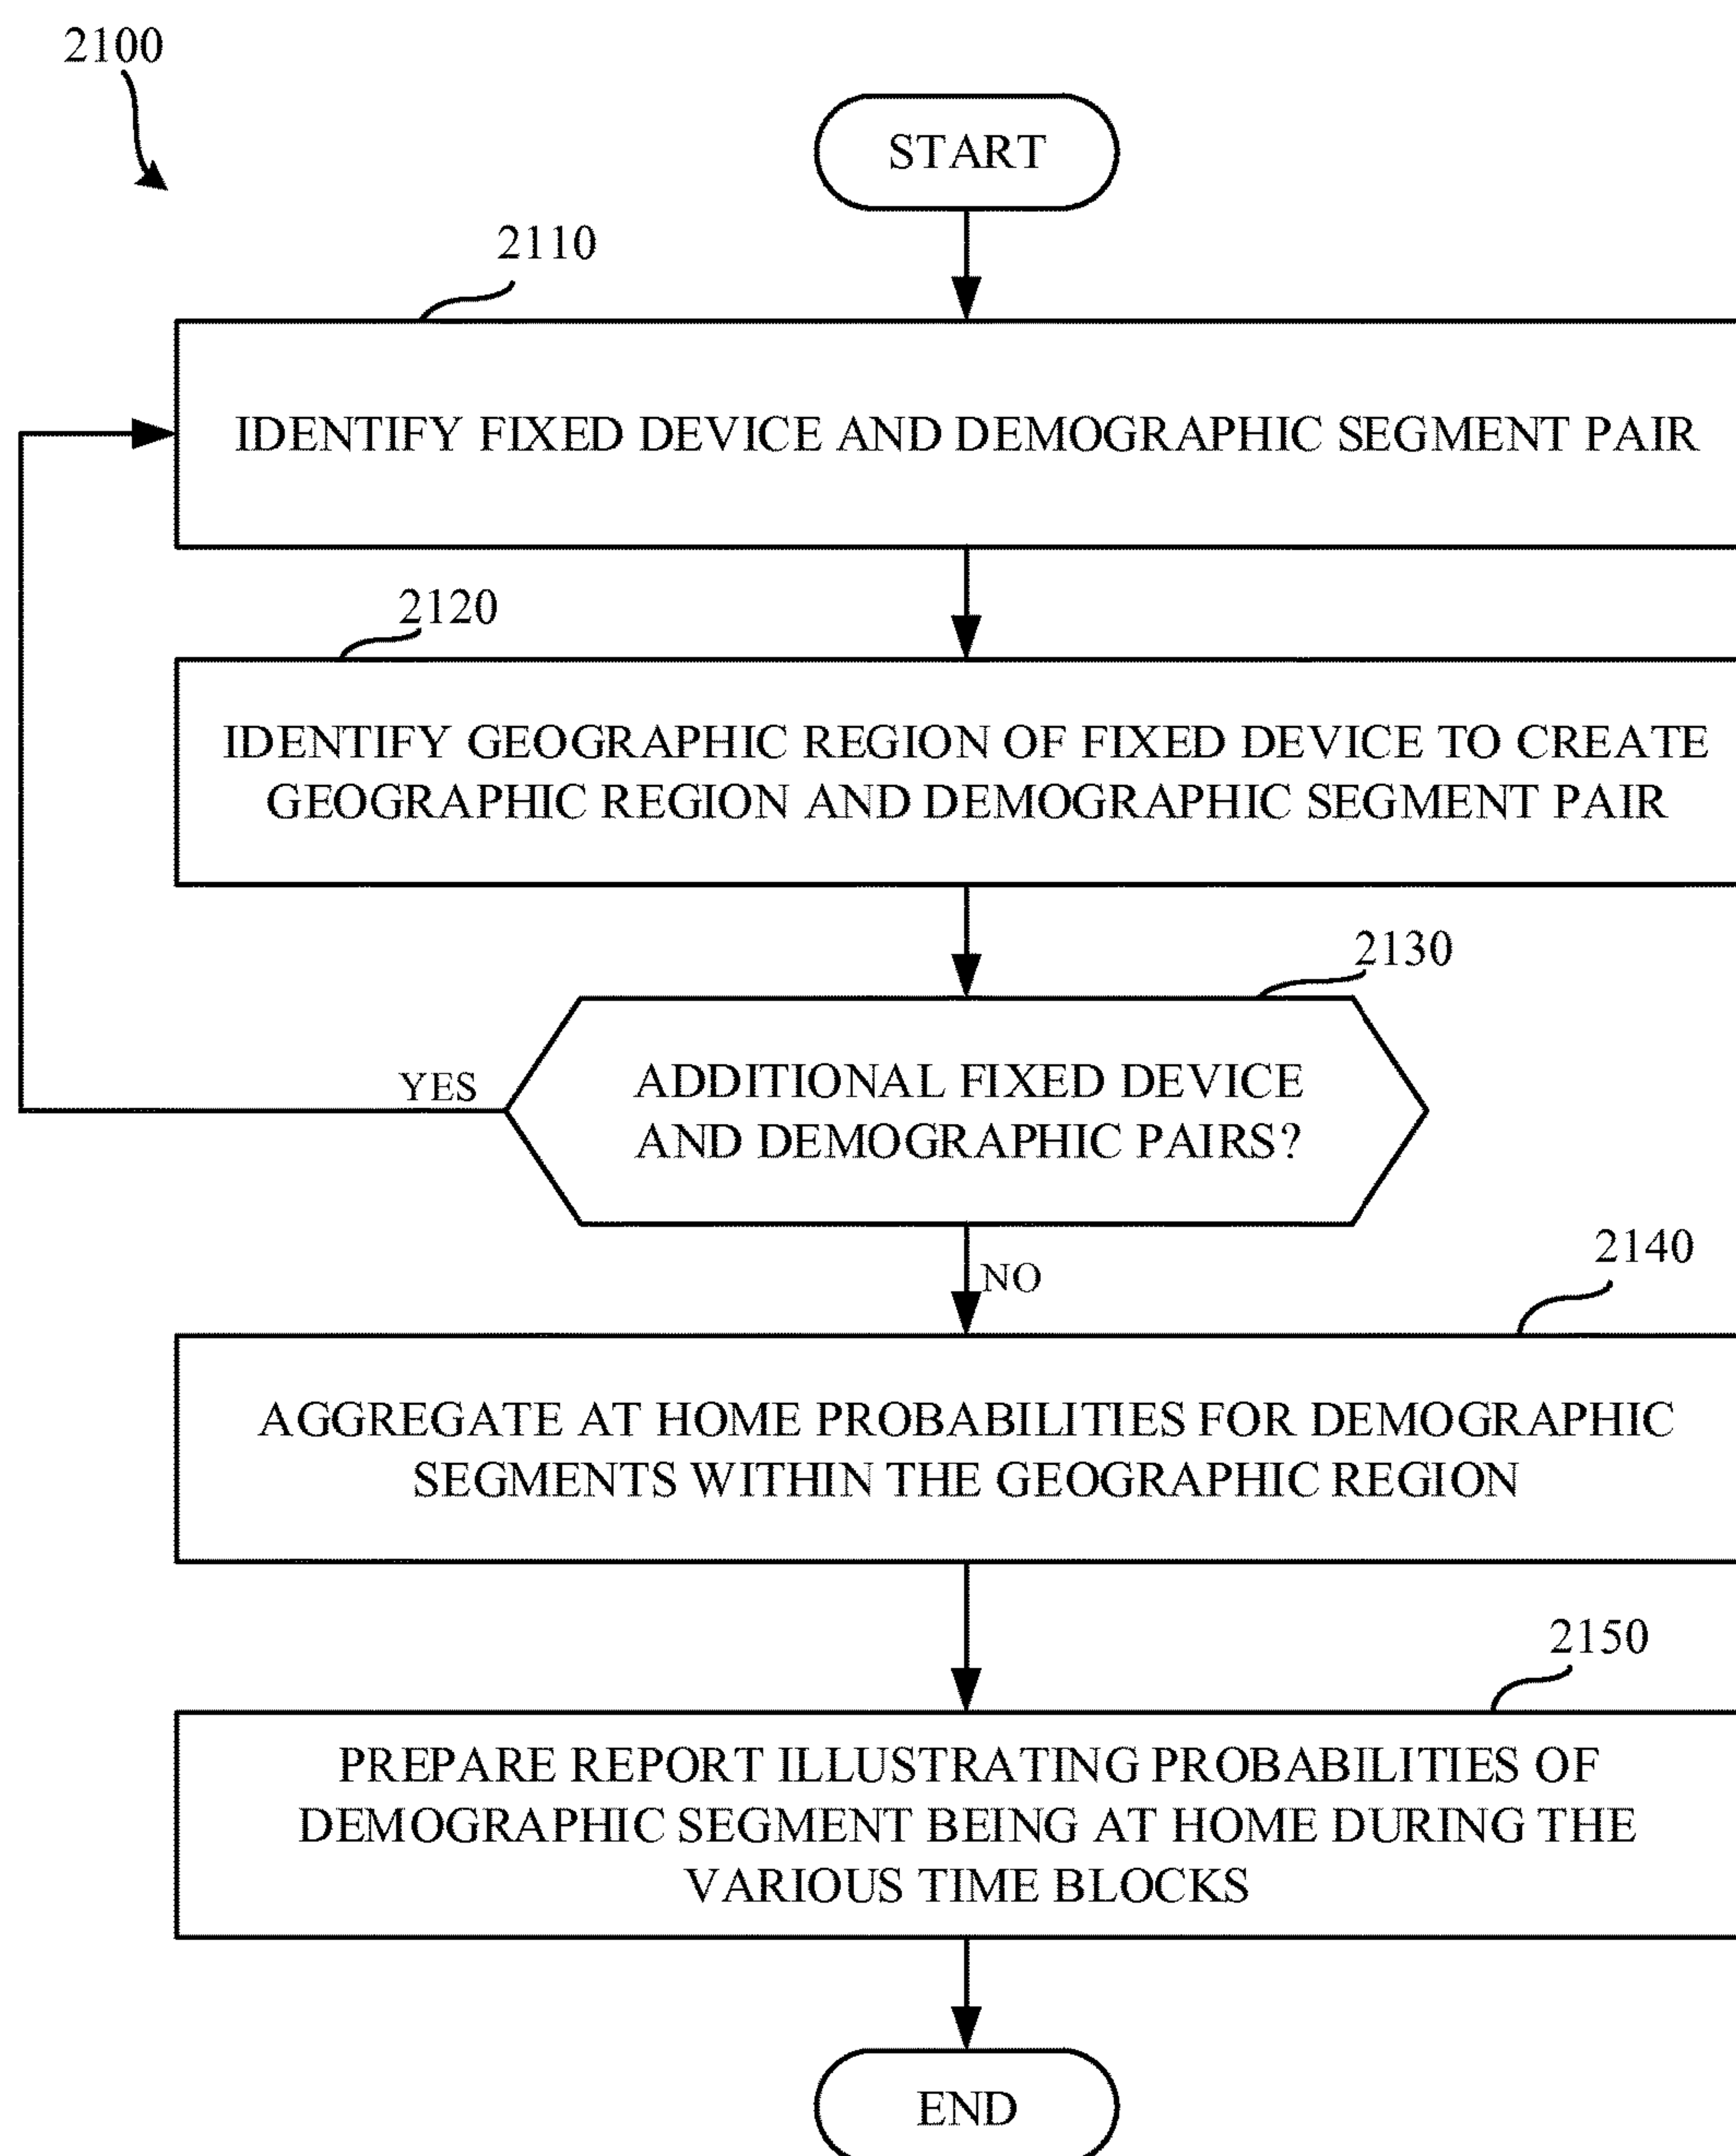 2100
START
2110
IDENTIFY FIXED DEVICE AND DEMOGRAPHIC SEGMENT PAIR
2120
IDENTIFY GEOGRAPHIC REGION OF FIXED DEVICE TO CREATE
GEOGRAPHIC REGION AND DEMOGRAPHIC SEGMENT PAIR
2130
YES
ADDITIONAL FIXED DEVICE
AND DEMOGRAPHIC PAIRS?
2140
NO
AGGREGATE AT HOME PROBABILITIES FOR DEMOGRAPHIC
SEGMENTS WITHIN THE GEOGRAPHIC REGION
2150
PREPARE REPORT ILLUSTRATING PROBABILITIES OF
DEMOGRAPHIC SEGMENT BEING AT HOME DURING THE
VARIOUS TIME BLOCKS
END